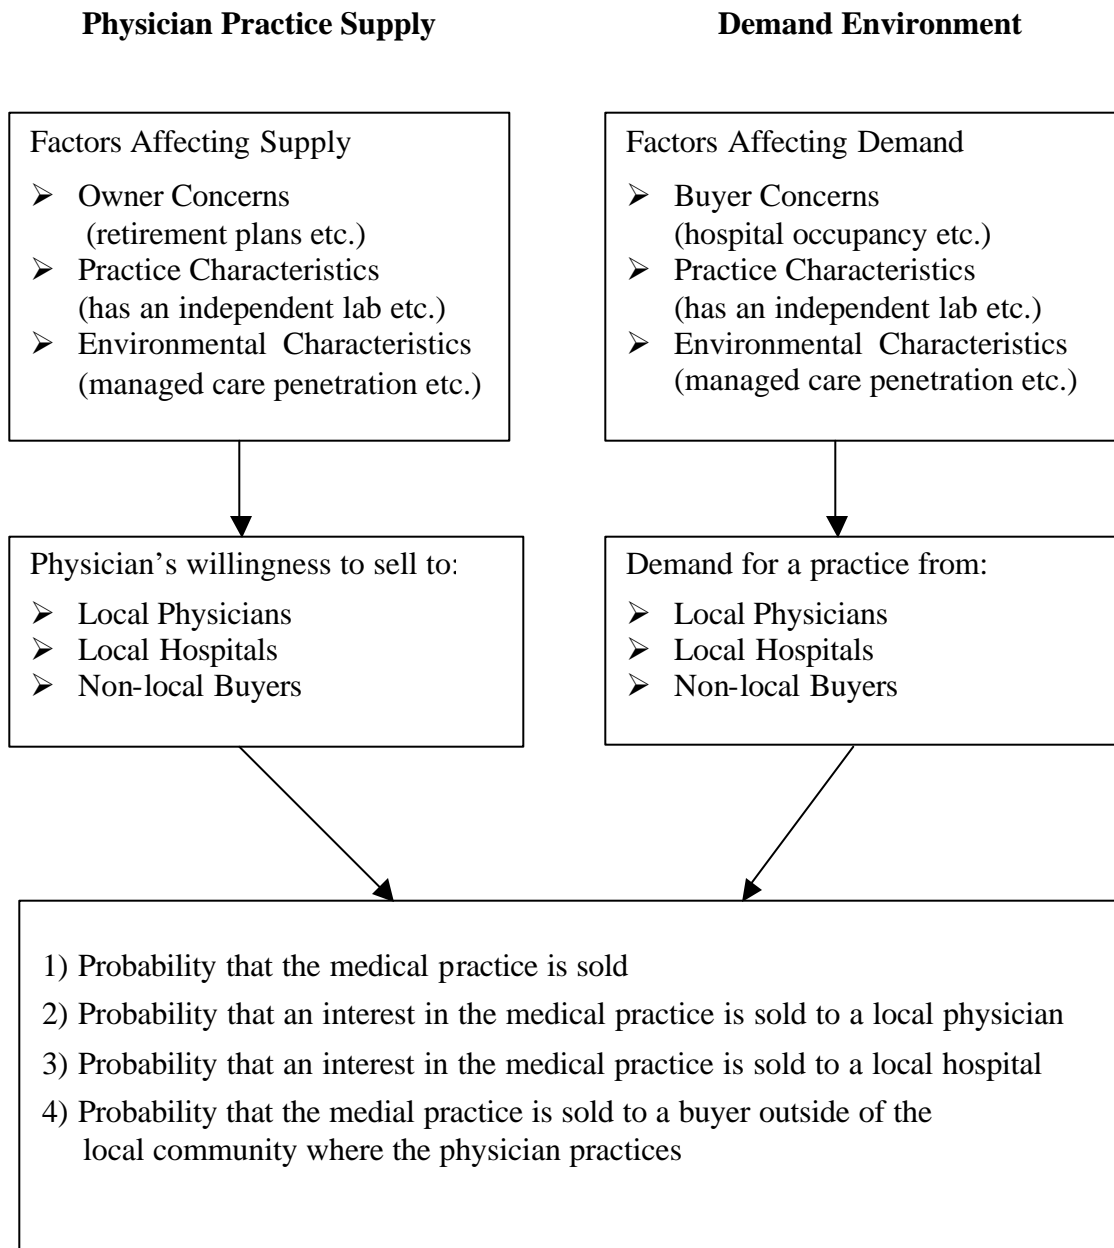 Physician Practice Supply
Demand Environment
Factors Affecting Supply
➢ Owner Concerns
(retirement plans etc.)
➢ Practice Characteristics
(has an independent lab etc.)
➢ Environmental Characteristics
(managed care penetration etc.)
Factors Affecting Demand
➢ Buyer Concerns
(hospital occupancy etc.)
➢ Practice Characteristics
(has an independent lab etc.)
➢ Environmental Characteristics
(managed care penetration etc.)
Physician’s willingness to sell to:
➢ Local Physicians
➢ Local Hospitals
➢ Non-local Buyers
Demand for a practice from:
➢ Local Physicians
➢ Local Hospitals
➢ Non-local Buyers
1) Probability that the medical practice is sold
2) Probability that an interest in the medical practice is sold to a local physician
3) Probability that an interest in the medical practice is sold to a local hospital
4) Probability that the medial practice is sold to a buyer outside of the
local community where the physician practices